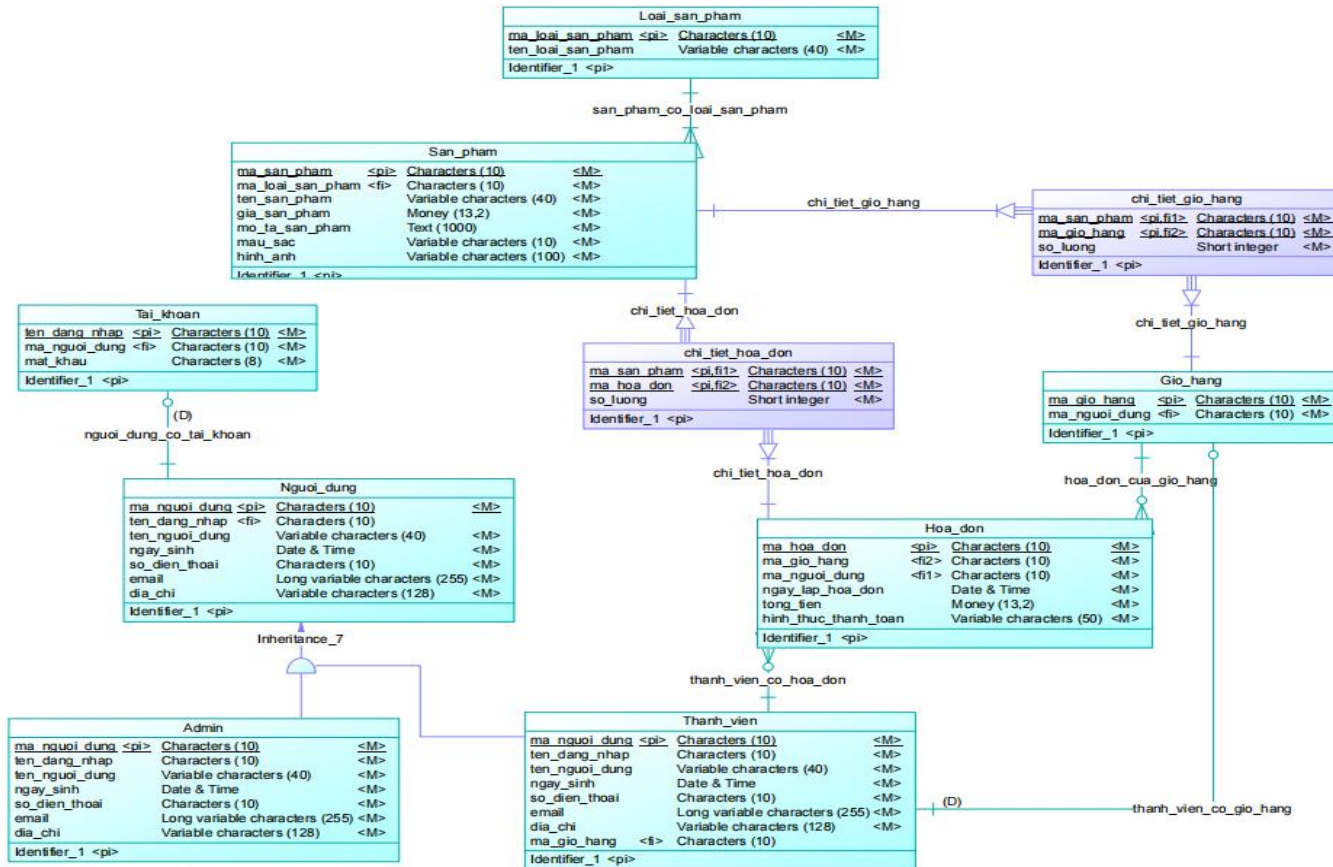 Loai_san_pham
ma_loai_san_pham <pi> Characters (10) <M>
ten_loai_san_pham Variable characters (40) <M>
Identifier_1 <pi>
san_pham_co_loai_san_pham
San_pham
ma_san_pham <pi> Characters (10) <M>
ma_loai_san_pham <fi> Characters (10) <M>
ten_san_pham Variable characters (40) <M>
gia_san_pham Money (13,2) <M>
mo_ta_san_pham Text (1000) <M>
mau_sac Variable characters (10) <M>
hinh_anh Variable characters (100) <M>
Identifier_1 <pi>
chi_tiet_gio_hang
chi_tiet_gio_hang
ma_san_pham <pi,fi1> Characters (10) <M>
ma_gio_hang <pi,fi2> Characters (10) <M>
so_luong Short integer <M>
Identifier_1 <pi>
chi_tiet_gio_hang
Tai_khoan
ten_dang_nhap <pi> Characters (10) <M>
ma_nguoi_dung <fi> Characters (10) <M>
mat_khau Characters (8) <M>
Identifier_1 <pi>
(D)
nguoi_dung_co_tai_khoan
chi_tiet_hoa_don
chi_tiet_hoa_don
ma_san_pham <pi,fi1> Characters (10) <M>
ma_hoa_don <pi,fi2> Characters (10) <M>
so_luong Short integer <M>
Identifier_1 <pi>
chi_tiet_hoa_don
Gio_hang
ma_gio_hang <pi> Characters (10) <M>
ma_nguoi_dung <fi> Characters (10) <M>
Identifier_1 <pi>
hoa_don_cua_gio_hang
Nguoi_dung
ma_nguoi_dung <pi> Characters (10) <M>
ten_dang_nhap <fi> Characters (10)
ten_nguoi_dung Variable characters (40) <M>
ngay_sinh Date & Time <M>
so_dien_thoai Characters (10) <M>
email Long variable characters (255) <M>
dia_chi Variable characters (128) <M>
Identifier_1 <pi>
Inheritance_7
Hoa_don
ma_hoa_don <pi> Characters (10) <M>
ma_gio_hang <fi2> Characters (10) <M>
ma_nguoi_dung <fi1> Characters (10) <M>
ngay_lap_hoa_don Date & Time <M>
tong_tien Money (13,2) <M>
hinh_thuc_thanh_toan Variable characters (50) <M>
Identifier_1 <pi>
thanh_vien_co_hoa_don
Admin
ma_nguoi_dung <pi> Characters (10) <M>
ten_dang_nhap Characters (10) <M>
ten_nguoi_dung Variable characters (40) <M>
ngay_sinh Date & Time <M>
so_dien_thoai Characters (10) <M>
email Long variable characters (255) <M>
dia_chi Variable characters (128) <M>
Identifier_1 <pi>
Thanh_vien
ma_nguoi_dung <pi> Characters (10) <M>
ten_dang_nhap Characters (10) <M>
ten_nguoi_dung Variable characters (40) <M>
ngay_sinh Date & Time <M>
so_dien_thoai Characters (10) <M>
email Long variable characters (255) <M>
dia_chi Variable characters (128) <M>
ma_gio_hang <fi> Characters (10)
Identifier_1 <pi>
(D)
thanh_vien_co_gio_hang